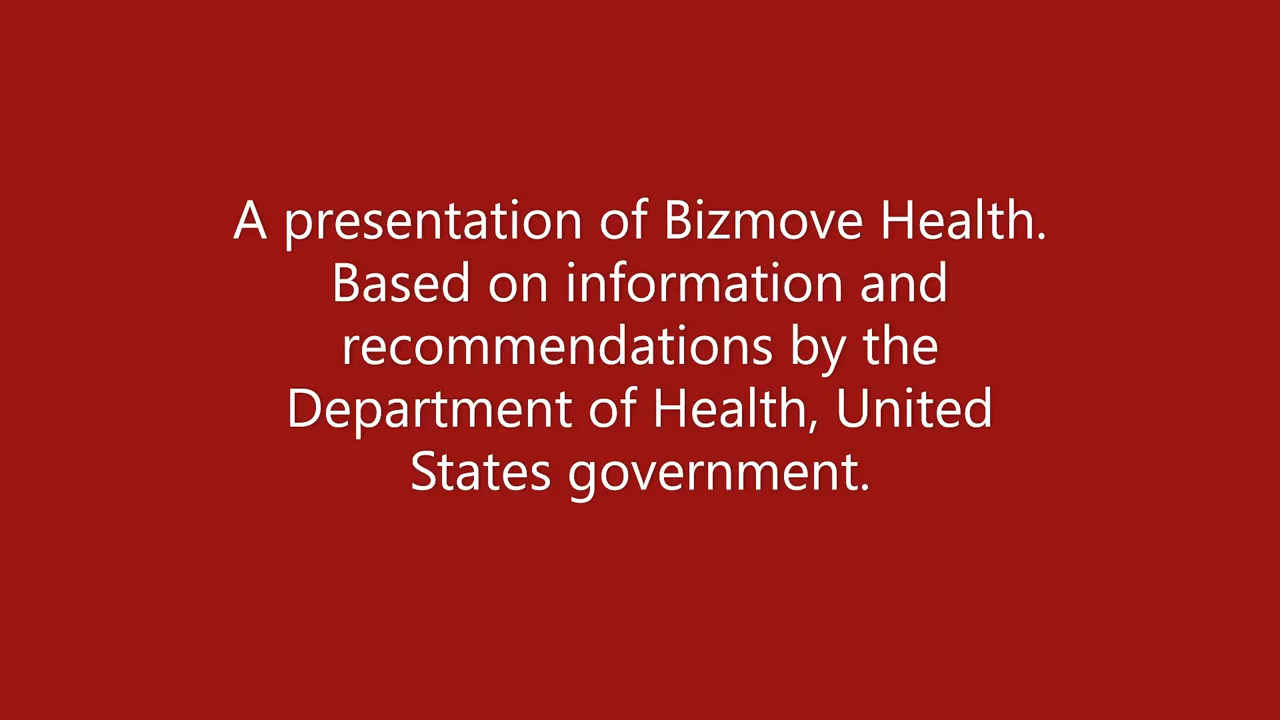 A presentation of Bizmove Health.
Based on information and
recommendations by the
Department of Health, United
States government.